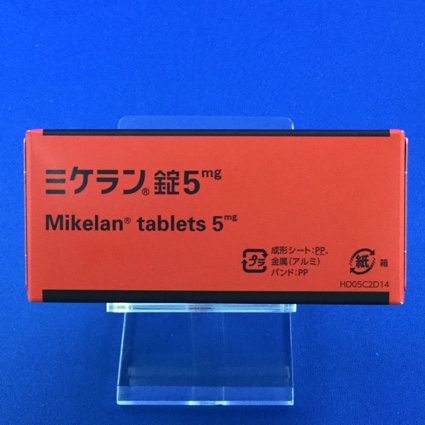 ミケラン®錠5mg
Mikelan® tablets 5mg
プラ
成形シート:PP、
金属(アルミ)
バンド:PP
紙 箱
HD05C2D14